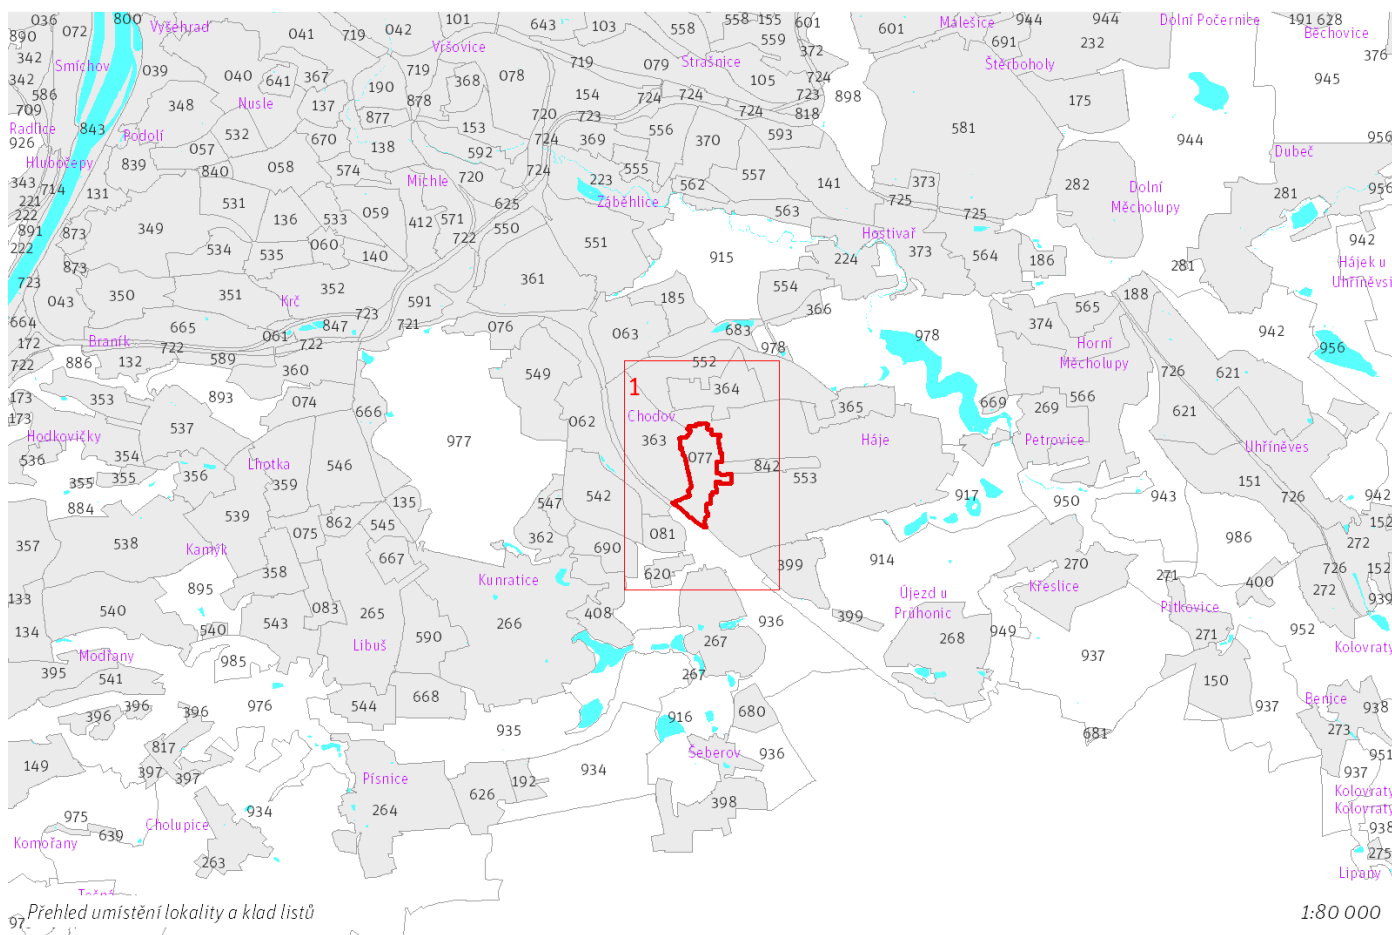 036 072 800 Vyšehrad 041 719 042 101 643 103 558 558 155 601 Malešice 944 944 Dolní Počernice 191 628 Běchovice
890 342 Smíchov 039 040 641 367 Nusle 719 Vršovice 368 078 719 079 Strašnice 559 372 601 691 Štěrboholy 232 945 376
342 586 709 348 137 190 878 877 154 724 724 105 724 723 818 898 175
Radlice 926 843 Podolí 532 670 138 153 720 723 369 556 370 724 593 581 944 956
Hlubočepy 839 057 840 058 574 592 724 555 557 Dubeč
343 714 131 531 Michle 720 724 223 562 141 373 282 Dolní Měcholupy 281 956
221 222 349 136 533 059 412 571 625 Záběhlice 563 725 725
891 222 873 534 535 060 140 722 550 551 915 224 Hostivař 373 564 186 942
723 873 281 Hájek u Uhříněvsi
043 350 351 Krč 352 591 361 185 554 366 188
664 172 665 061 847 723 721 076 063 683 978 374 565 942
Braník 722 722 978 Horní Měcholupy 956
722 886 132 589 360 549 552 726 621
173 353 893 074 666 1 364 365 669 269 566 621
173 537 062 Chodov
Hodkovičky 977 363 Háje Petrovice Uhříněves
536 354 Lhotka 546 077 842
355 355 356 359 553 151
884 135 547 542 917 950 943 726 942
539 862 545 152
357 538 075 362 081 986 272
Kamýk 690 667 914
358 620 399 270 271 400 726 152
133 895 Kunratice Újezd u Průhonic Křeslice 272 939
540 543 083 265 408 399 Pitkovice
134 540 590 266 936 949 271 952
Modřany Libuš 267 268 Kolovraty
395 985 937
541 267 150
396 396 396 976 544 668 916 680 937 Benice 938
935 681 273
817 Šeberov 936 951
149 397 397 Písnice 192 934 937
264 626 398 Kolovraty
975 934 Kolovraty
Cholupice 938
639
Komořany 263 275
Lipany
97
Přehled umístění lokality a klad listů
1:80 000